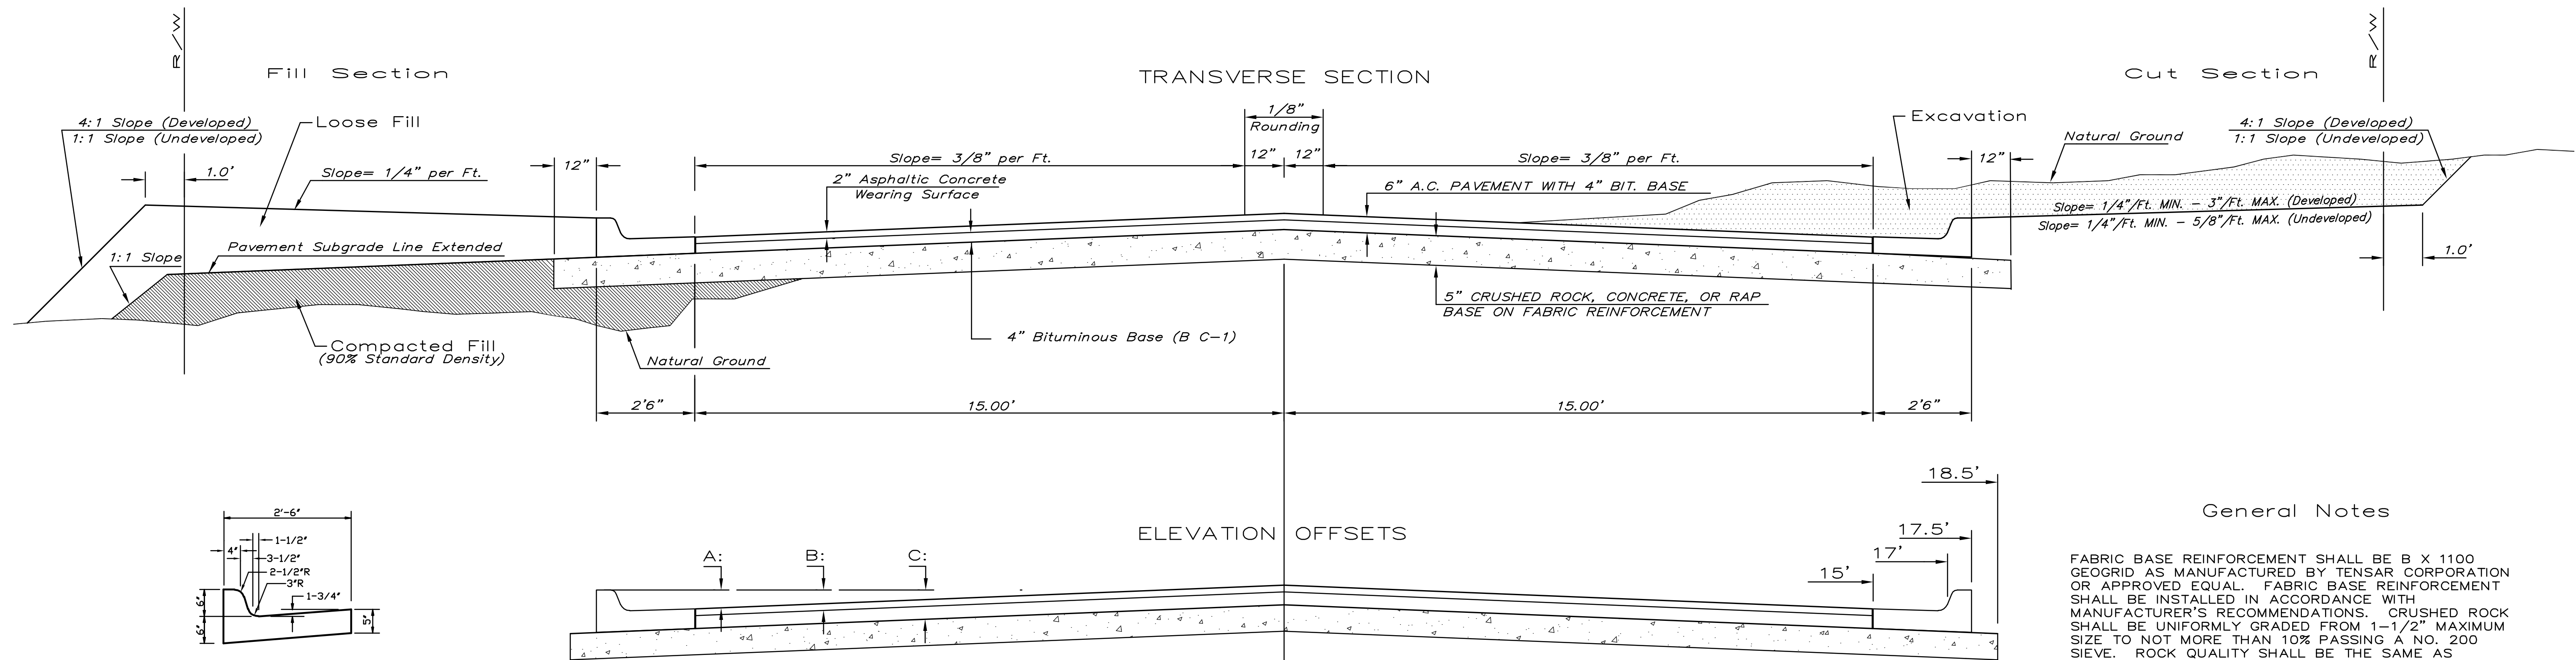 R/W
R/W
Fill Section
TRANSVERSE SECTION
Cut Section
4:1 Slope (Developed)
1:1 Slope (Undeveloped)
Loose Fill
1/8"
Rounding
Excavation
Natural Ground
4:1 Slope (Developed)
1:1 Slope (Undeveloped)
1.0'
Slope= 1/4" per Ft.
12"
Slope= 3/8" per Ft.
12"
12"
Slope= 3/8" per Ft.
12"
2" Asphaltic Concrete
Wearing Surface
6" A.C. PAVEMENT WITH 4" BIT. BASE
Slope= 1/4"/Ft. MIN. - 3"/Ft. MAX. (Developed)
Slope= 1/4"/Ft. MIN. - 5/8"/Ft. MAX. (Undeveloped)
Pavement Subgrade Line Extended
1:1 Slope
1.0'
5" CRUSHED ROCK, CONCRETE, OR RAP
BASE ON FABRIC REINFORCEMENT
4" Bituminous Base (B C-1)
Compacted Fill
(90% Standard Density)
Natural Ground
2'6"
15.00'
15.00'
2'6"
18.5'
2'-6"
1-1/2"
4"
3-1/2"
2-1/2"R
3"R
1-3/4"
6"
6"
5"
ELEVATION OFFSETS
A:
B:
C:
17.5'
17'
15'
General Notes
FABRIC BASE REINFORCEMENT SHALL BE B X 1100
GEOGRID AS MANUFACTURED BY TENSAR CORPORATION
OR APPROVED EQUAL. FABRIC BASE REINFORCEMENT
SHALL BE INSTALLED IN ACCORDANCE WITH
MANUFACTURER'S RECOMMENDATIONS. CRUSHED ROCK
SHALL BE UNIFORMLY GRADED FROM 1-1/2" MAXIMUM
SIZE TO NOT MORE THAN 10% PASSING A NO. 200
SIEVE. ROCK QUALITY SHALL BE THE SAME AS